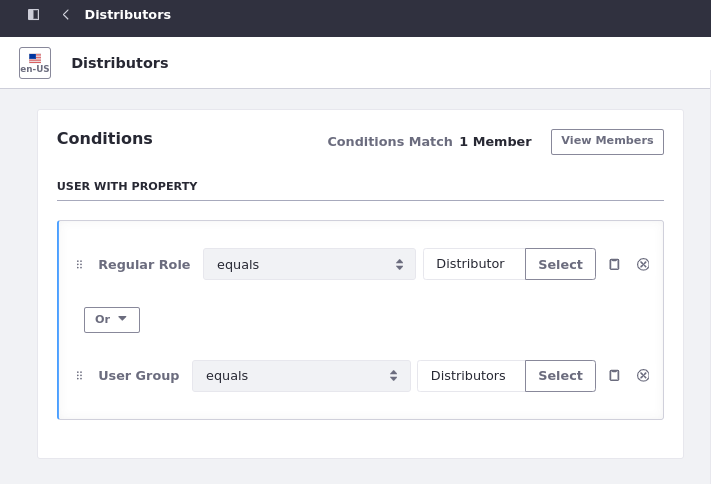 Distributors
en-US
Distributors
Conditions
Conditions Match 1 Member
View Members
USER WITH PROPERTY
Regular Role equals Distributor Select
Or
User Group equals Distributors Select